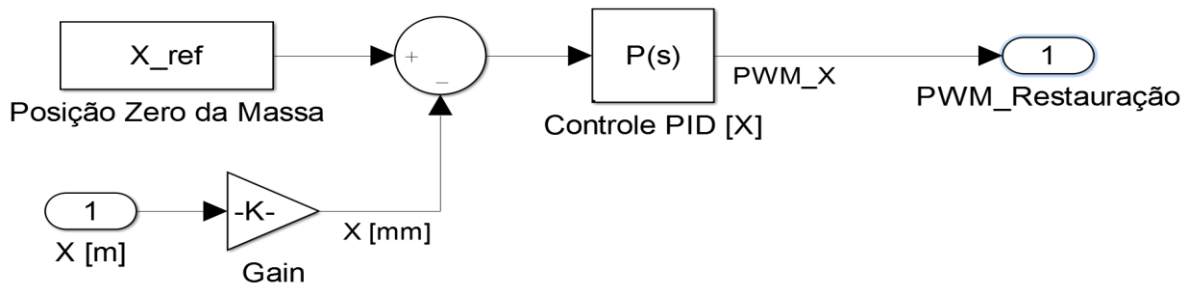 X_ref
+
−
P(s)
PWM_X
1
Posição Zero da Massa
Controle PID [X]
PWM_Restauração
1
-K-
X [mm]
X [m]
Gain